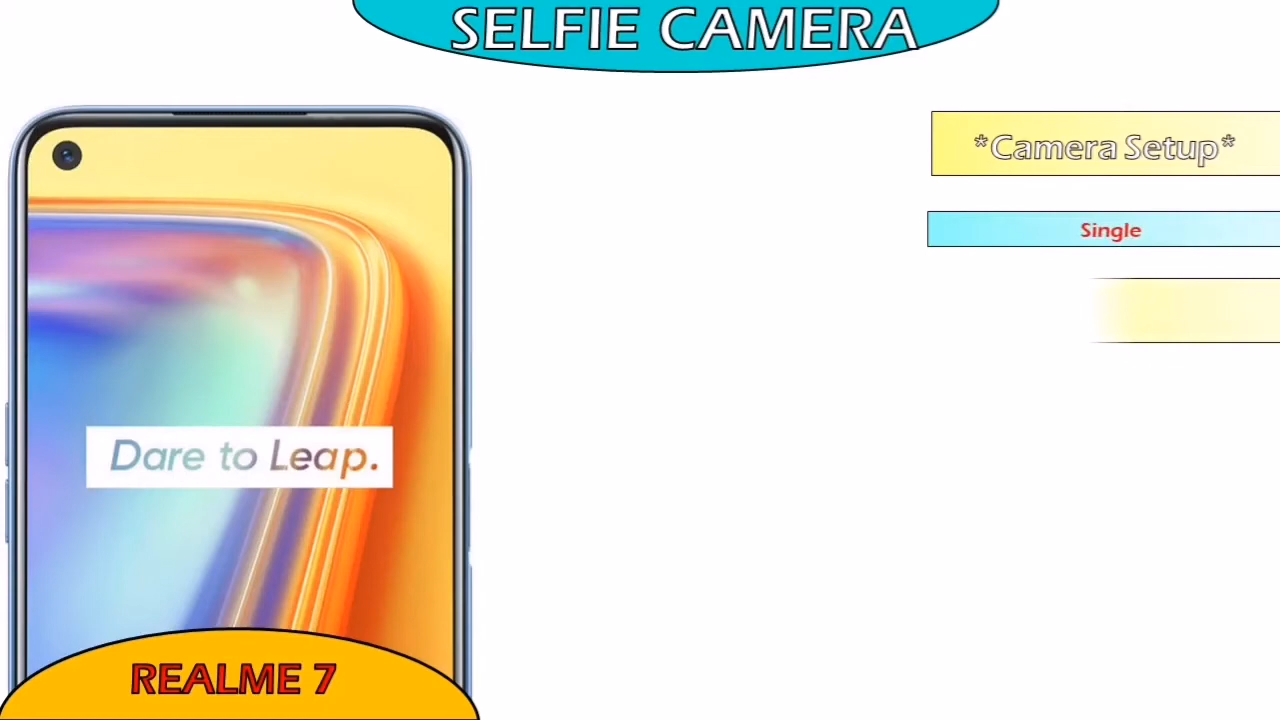 SELFIE CAMERA
*Camera Setup*
Single
Dare to Leap.
REALME 7